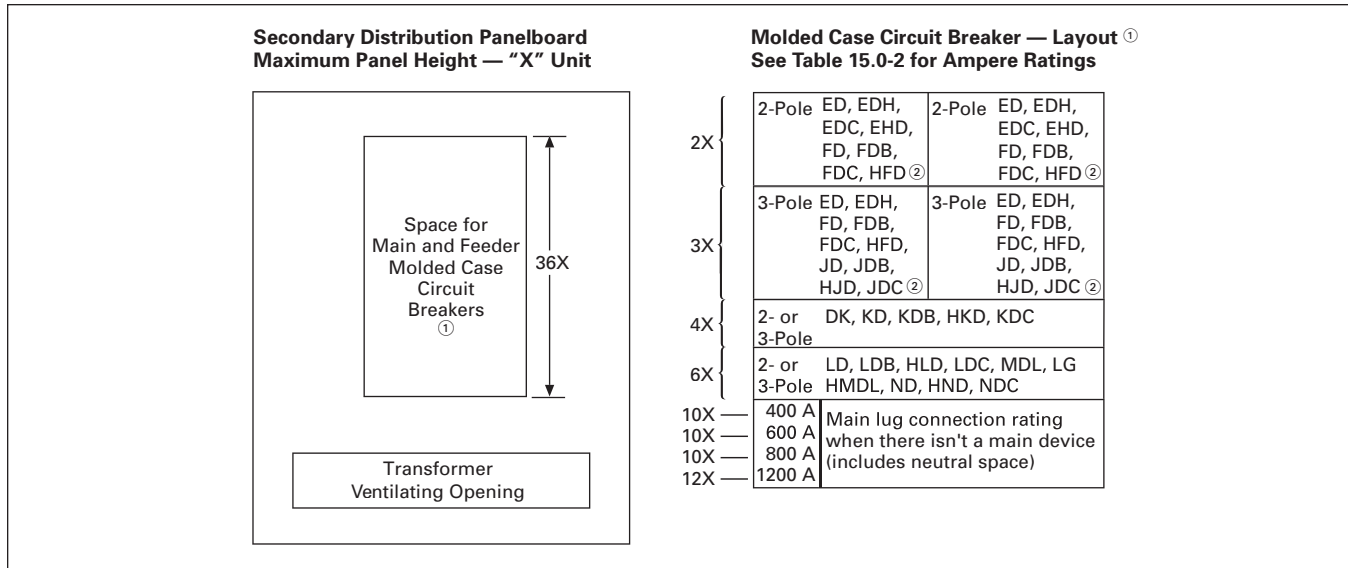 Secondary Distribution Panelboard
Maximum Panel Height — “X” Unit
Space for
Main and Feeder
Molded Case
Circuit
Breakers
①
36X
Transformer
Ventilating Opening
Molded Case Circuit Breaker — Layout ①
See Table 15.0-2 for Ampere Ratings
2X
2-Pole ED, EDH,
EDC, EHD,
FD, FDB,
FDC, HFD ②
2-Pole ED, EDH,
EDC, EHD,
FD, FDB,
FDC, HFD ②
3X
3-Pole ED, EDH,
FD, FDB,
FDC, HFD,
JD, JDB,
HJD, JDC ②
3-Pole ED, EDH,
FD, FDB,
FDC, HFD,
JD, JDB,
HJD, JDC ②
4X
2- or DK, KD, KDB, HKD, KDC
3-Pole
6X
2- or LD, LDB, HLD, LDC, MDL, LG
3-Pole HMDL, ND, HND, NDC
10X — 400 A
10X — 600 A
10X — 800 A
12X — 1200 A
Main lug connection rating
when there isn't a main device
(includes neutral space)